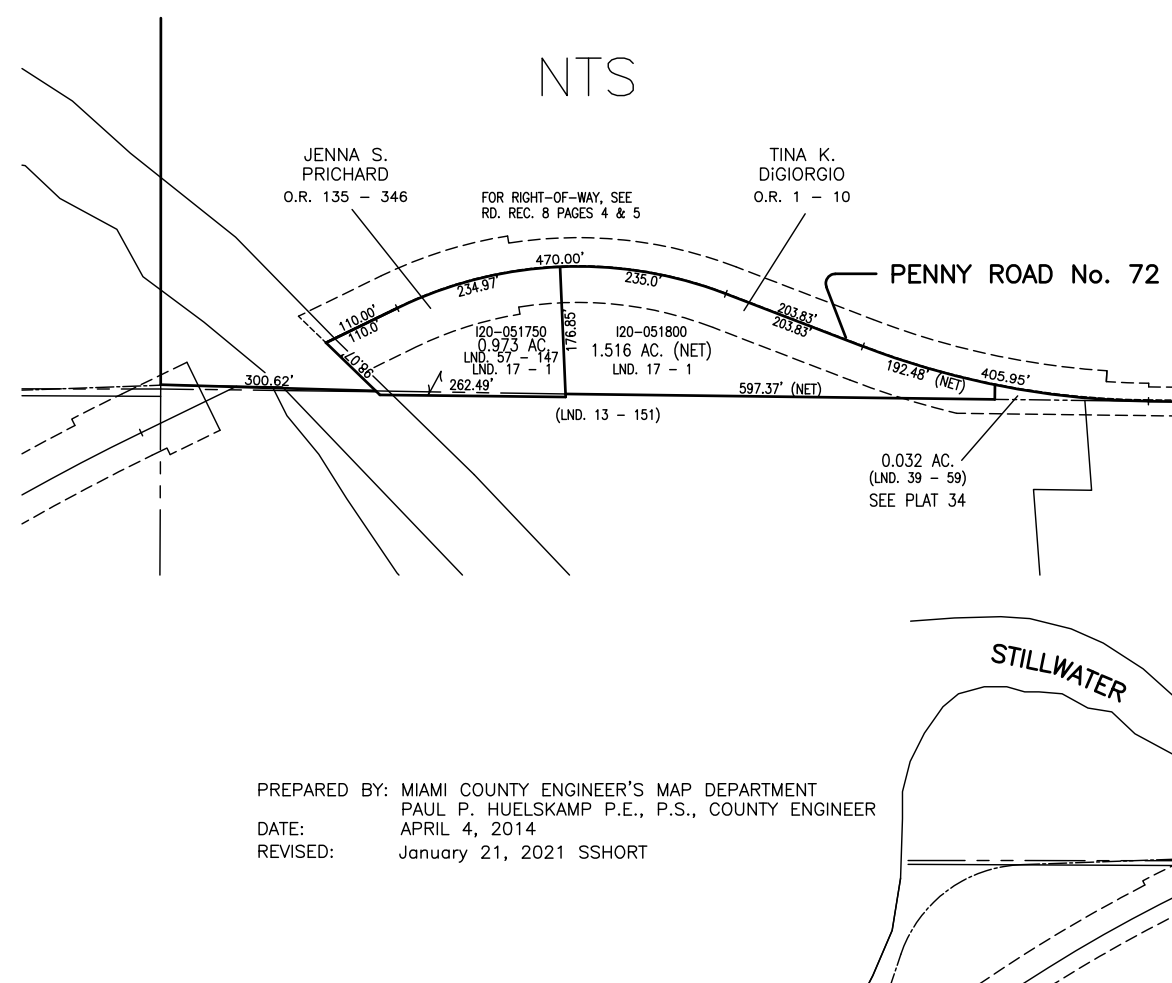 NTS
JENNA S.
PRICHARD
O.R. 135 - 346
FOR RIGHT-OF-WAY, SEE
RD. REC. 8 PAGES 4 & 5
TINA K.
DiGIORGIO
O.R. 1 - 10
PENNY ROAD No. 72
470.00'
234.97'
235.0'
110.00'
110.0'
203.83'
203.83'
98.07'
176.85'
I20-051750
0.973 AC.
LND. 57 - 147
LND. 17 - 1
I20-051800
1.516 AC. (NET)
LND. 17 - 1
192.48' (NET)
405.95'
300.62'
262.49'
597.37' (NET)
(LND. 13 - 151)
0.032 AC.
(LND. 39 - 59)
SEE PLAT 34
STILLWATER
PREPARED BY: MIAMI COUNTY ENGINEER'S MAP DEPARTMENT
PAUL P. HUELSKAMP P.E., P.S., COUNTY ENGINEER
DATE: APRIL 4, 2014
REVISED: January 21, 2021 SSHORT